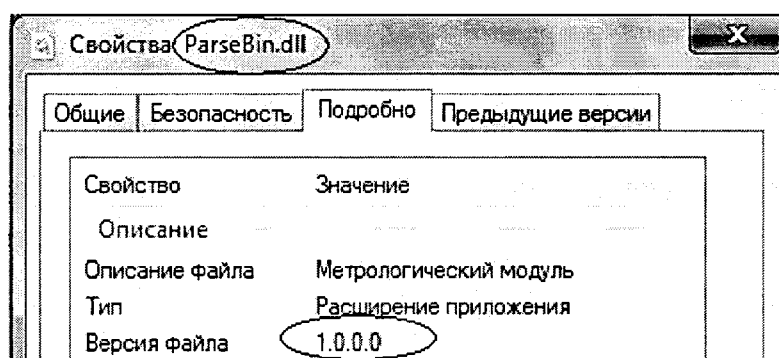 Свойства ParseBin.dll
Общие Безопасность Подробно Предыдущие версии
Свойство Значение
Описание
Описание файла Метрологический модуль
Тип Расширение приложения
Версия файла 1.0.0.0